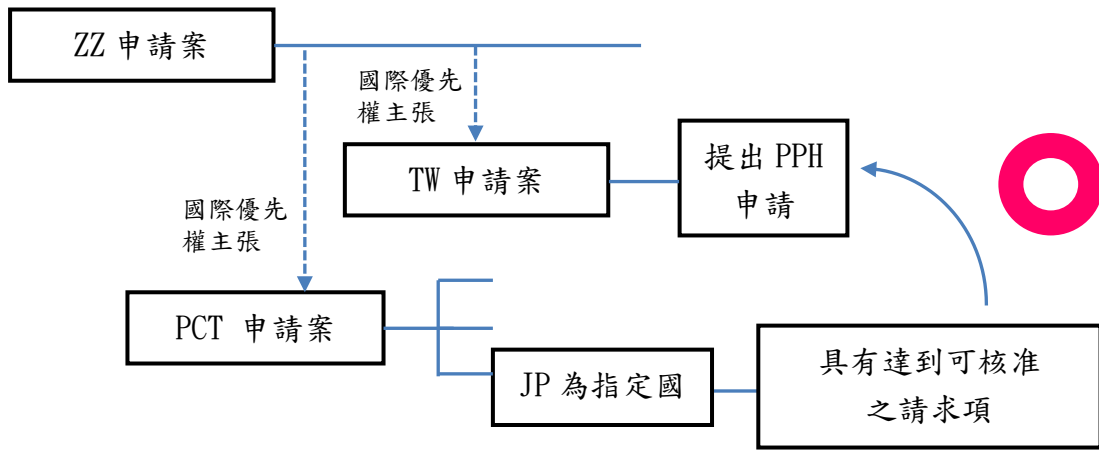 ZZ 申請案
國際優先
權主張
TW 申請案
提出 PPH
申請
國際優先
權主張
PCT 申請案
JP 為指定國
具有達到可核准
之請求項